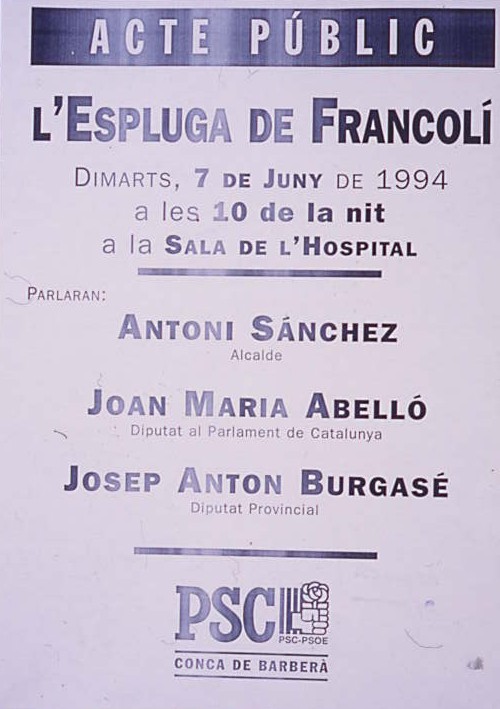 ACTE PÚBLIC
L'ESPLUGA DE FRANCOLÍ
DIMARTS, 7 DE JUNY DE 1994
a les 10 de la nit
a la SALA DE L'HOSPITAL
PARLARAN:
ANTONI SÁNCHEZ
Alcalde
JOAN MARIA ABELLÓ
Diputat al Parlament de Catalunya
JOSEP ANTON BURGASÉ
Diputat Provincial
PSC
PSC-PSOE
CONCA DE BARBERÀ